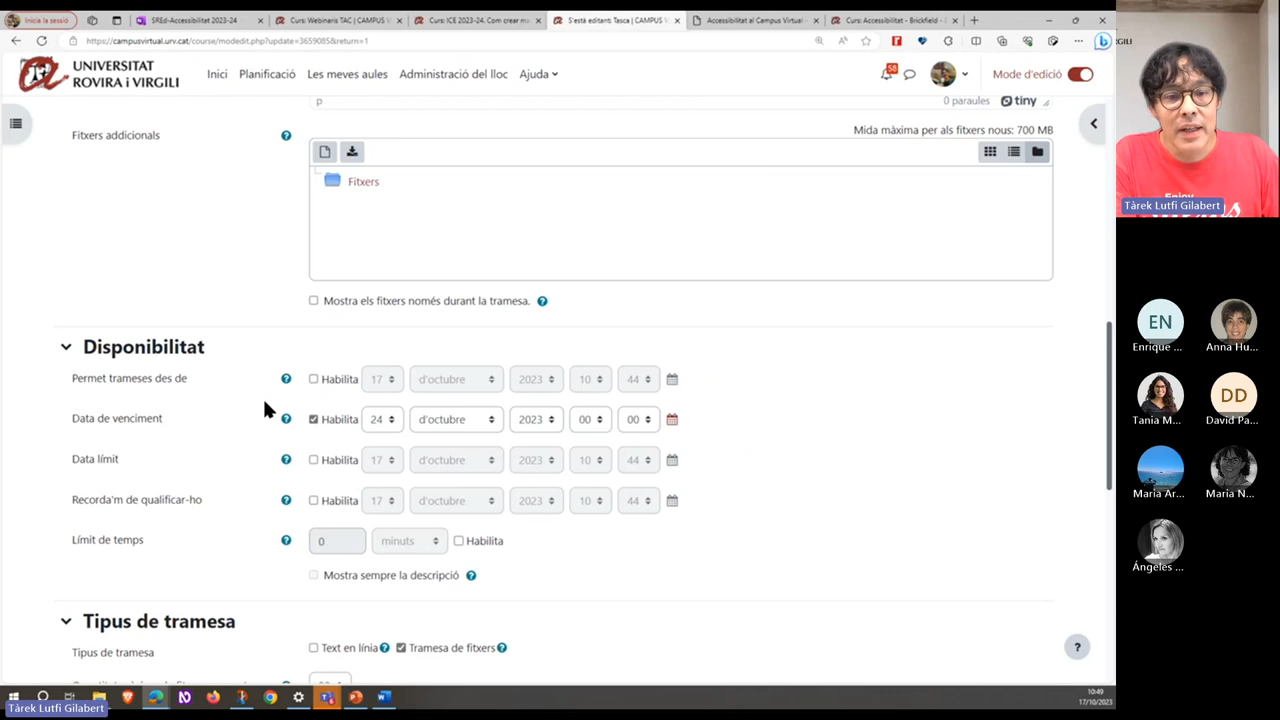 Inicia la sessió
SREd-Accessibilitat 2023-24
Curs: Webinaris TAC | CAMPUS V
Curs: ICE 2023-24. Com crear m
S'està editant: Tasca | CAMPUS V
Accessibilitat al Campus Virtual -
Curs: Accessibilitat - Brickfield -
https://campusvirtual.urv.cat/course/modedit.php?update=3659085&return=1
UNIVERSITAT
ROVIRA i VIRGILI
Inici
Planificació
Les meves aules
Administració del lloc
Ajuda
58
Mode d'edició
p
0 paraules
tiny
Fitxers addicionals
Mida màxima per als fitxers nous: 700 MB
Fitxers
Mostra els fitxers només durant la tramesa.
Disponibilitat
Permet trameses des de
Habilita 17 d'octubre 2023 10 44
Data de venciment
Habilita 24 d'octubre 2023 00 00
Data límit
Habilita 17 d'octubre 2023 10 44
Recorda'm de qualificar-ho
Habilita 17 d'octubre 2023 10 44
Límit de temps
0 minuts Habilita
Mostra sempre la descripció
Tipus de tramesa
Tipus de tramesa
Text en línia
Tramesa de fitxers
?
10:49
17/10/2023
Tàrek Lutfi Gilabert
VIRGILI
Enjoy
Tàrek Lutfi Gilabert
EN
Enrique ...
Anna Hu...
Tania M...
DD
David Pa...
Maria Ar...
Maria N...
Ángeles ...